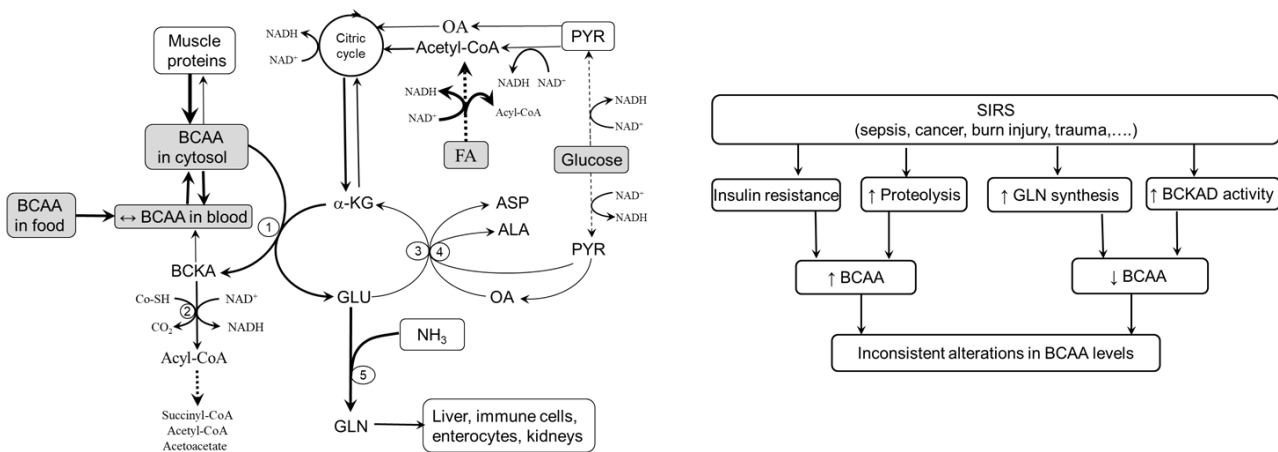 NADH
NAD⁺
Citric
cycle
OA
Acetyl-CoA
PYR
NADH
NAD⁺
Muscle
proteins
NADH
NAD⁺
Acyl-CoA
NADH
NAD⁺
BCAA
in cytosol
FA
Glucose
BCAA
in food
↔ BCAA in blood
1
α-KG
NAD⁺
NADH
ASP
3
4
ALA
PYR
BCKA
Co-SH
NAD⁺
2
CO₂
NADH
GLU
OA
Acyl-CoA
NH₃
5
Succinyl-CoA
Acetyl-CoA
Acetoacetate
GLN
Liver, immune cells,
enterocytes, kidneys
SIRS
(sepsis, cancer, burn injury, trauma,….)
Insulin resistance
↑ Proteolysis
↑ GLN synthesis
↑ BCKAD activity
↑ BCAA
↓ BCAA
Inconsistent alterations in BCAA levels